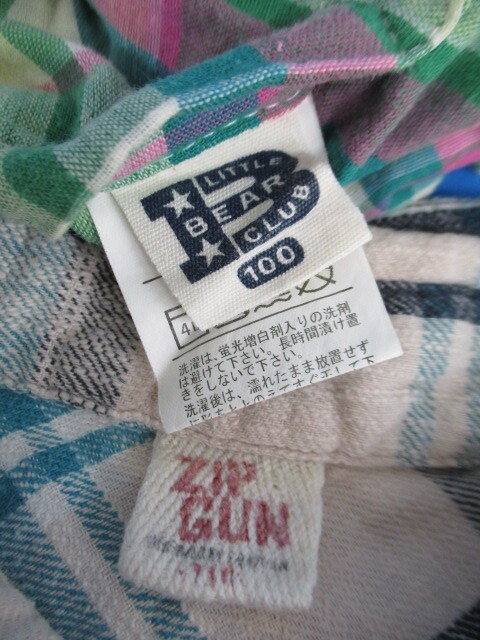 LITTLE
BEAR
CLUB
100
洗濯は、蛍光増白剤入りの洗剤
は避けて下さい。長時間漬け置
きをしないで下さい。
洗濯後は、濡れたまま放置せず
ZIP
GUN